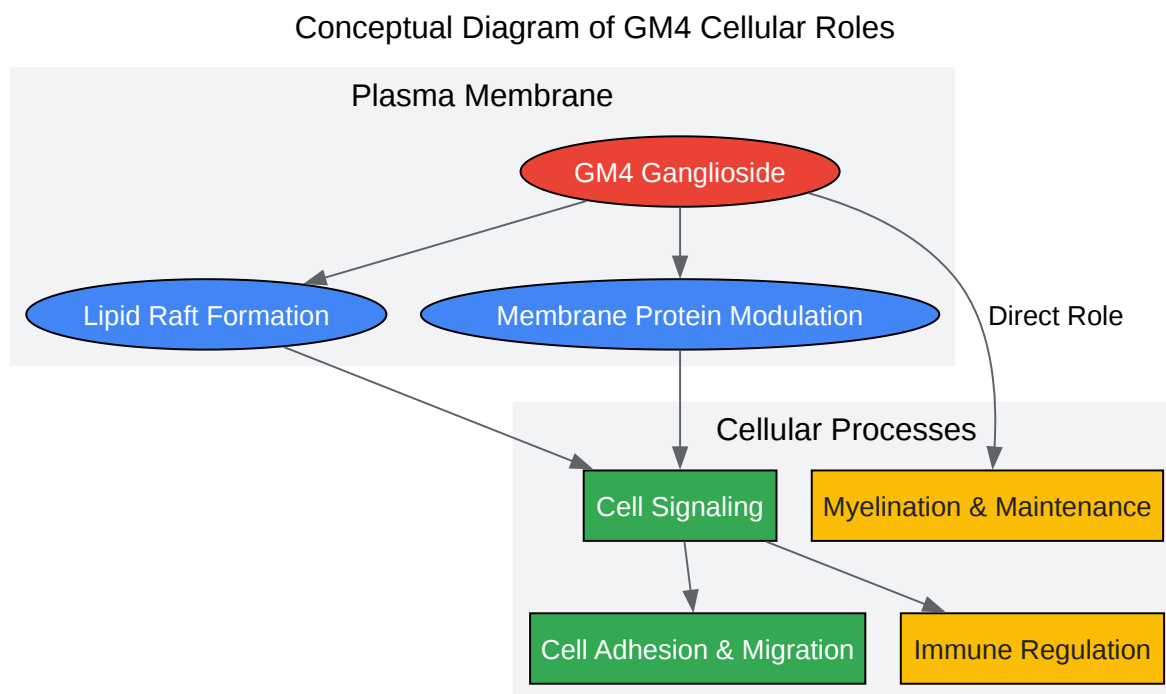 Conceptual Diagram of GM4 Cellular Roles
Plasma Membrane
GM4 Ganglioside
Lipid Raft Formation
Membrane Protein Modulation
Direct Role
Cellular Processes
Cell Signaling
Myelination & Maintenance
Cell Adhesion & Migration
Immune Regulation